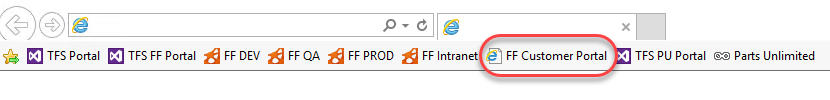 TFS Portal TFS FF Portal FF DEV FF QA FF PROD FF Intranet FF Customer Portal TFS PU Portal Parts Unlimited